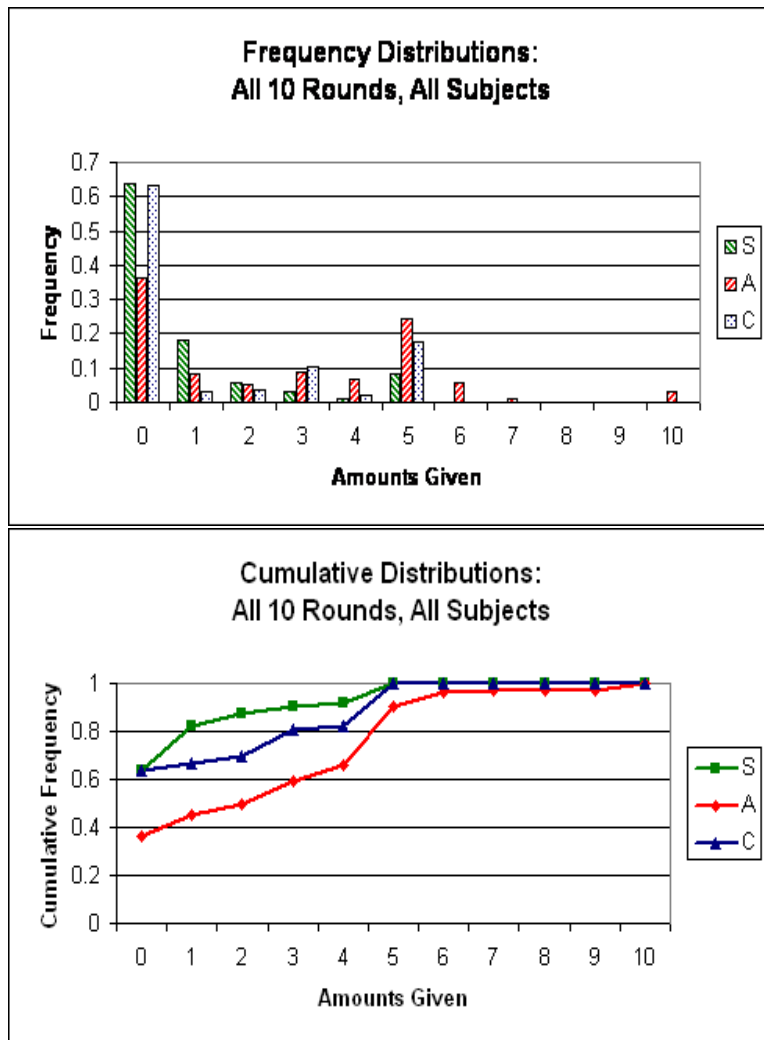 Frequency Distributions:
All 10 Rounds, All Subjects
0.7
0.6
0.5
0.4
0.3
0.2
0.1
0
Frequency
0 1 2 3 4 5 6 7 8 9 10
Amounts Given
S
A
C
Cumulative Distributions:
All 10 Rounds, All Subjects
1
0.8
0.6
0.4
0.2
0
Cumulative Frequency
0 1 2 3 4 5 6 7 8 9 10
Amounts Given
S
A
C